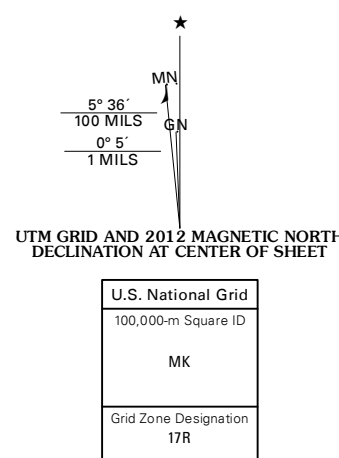 ★
MN
5° 36´
100 MILS
GN
0° 5´
1 MILS
UTM GRID AND 2012 MAGNETIC NORTH
DECLINATION AT CENTER OF SHEET
U.S. National Grid
100,000-m Square ID
MK
Grid Zone Designation
17R